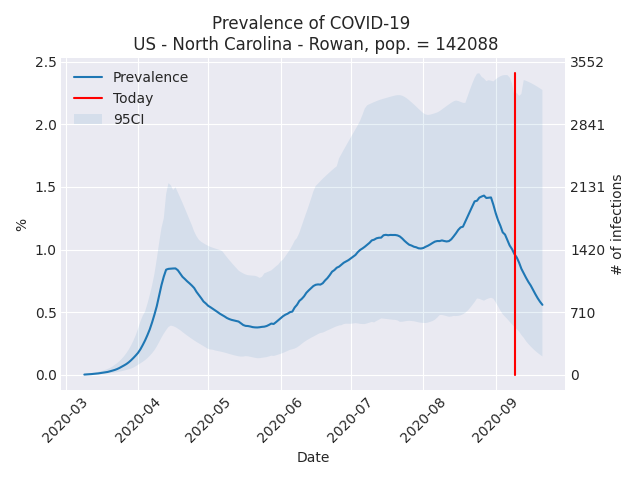 Prevalence of COVID-19
US - North Carolina - Rowan, pop. = 142088
Prevalence
Today
95CI
2.5
2.0
1.5
1.0
0.5
0.0
%
3552
2841
2131
1420
710
0
# of infections
2020-03
2020-04
2020-05
2020-06
2020-07
2020-08
2020-09
Date